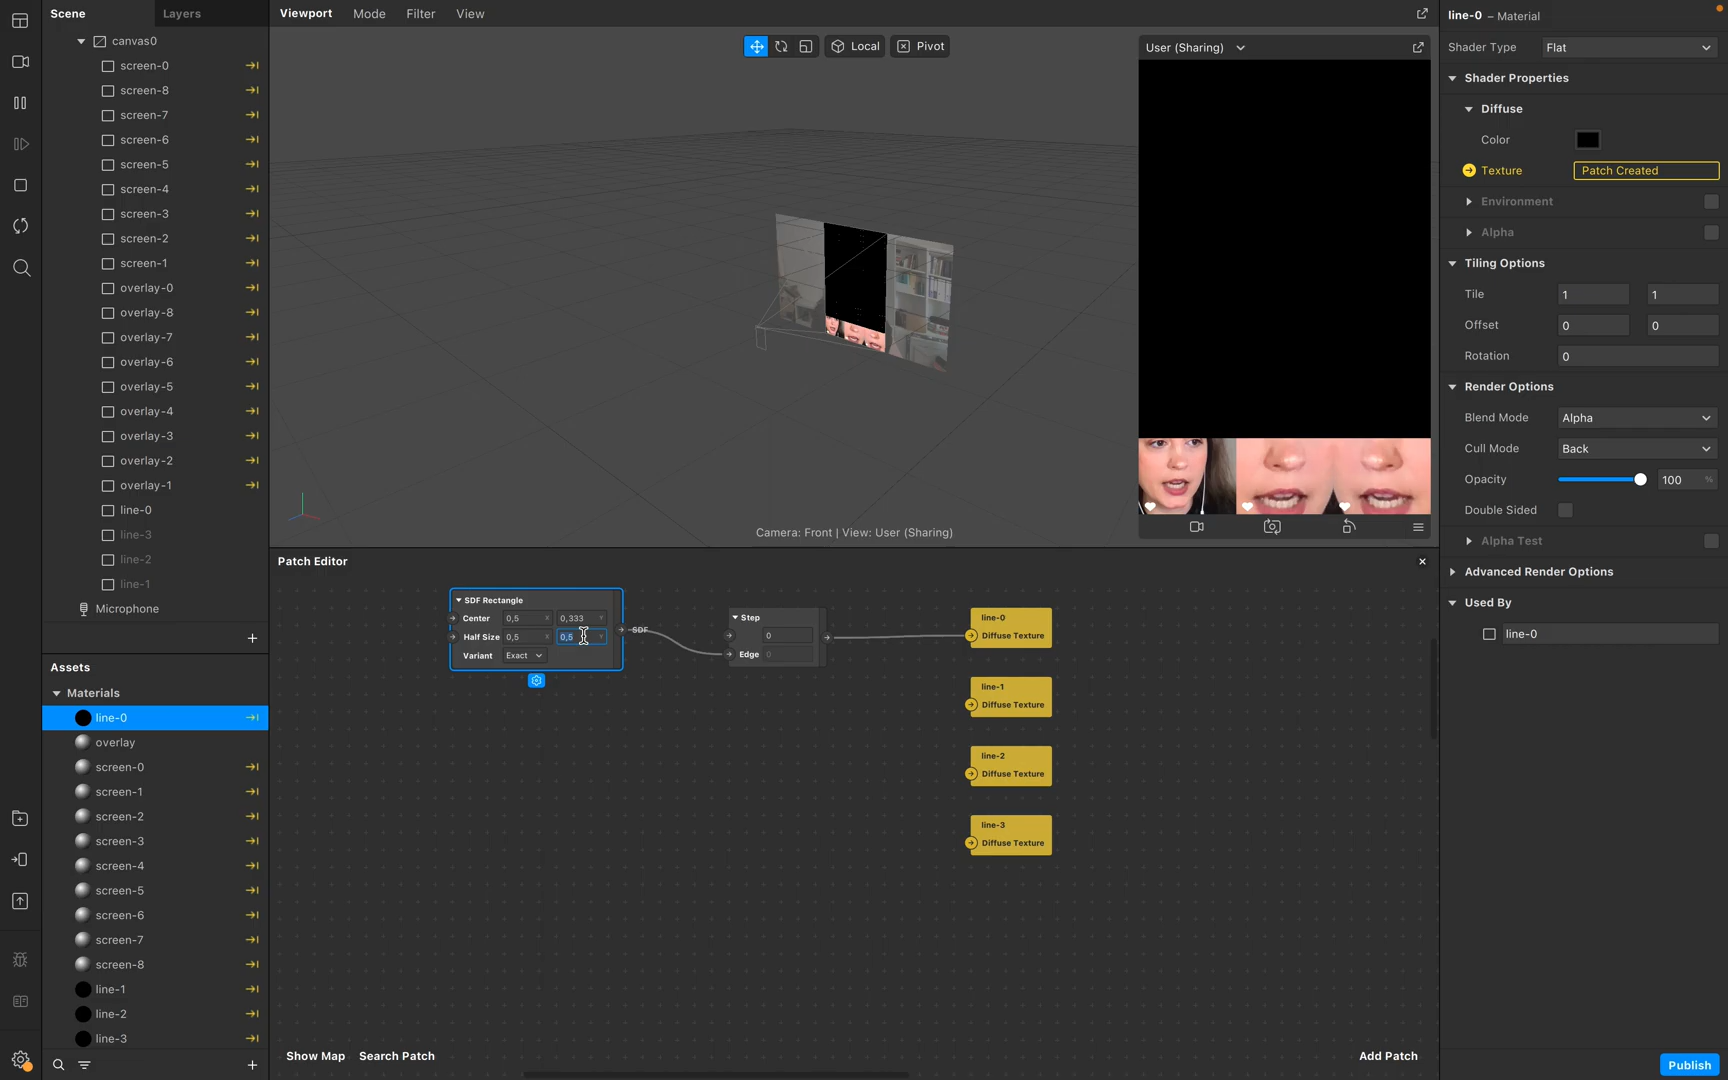 Scene
Layers
canvas0
screen-0
screen-8
screen-7
screen-6
screen-5
screen-4
screen-3
screen-2
screen-1
overlay-0
overlay-8
overlay-7
overlay-6
overlay-5
overlay-4
overlay-3
overlay-2
overlay-1
line-0
line-3
line-2
line-1
Microphone
Assets
Materials
line-0
overlay
screen-0
screen-1
screen-2
screen-3
screen-4
screen-5
screen-6
screen-7
screen-8
line-1
line-2
line-3
Viewport Mode Filter View
Local
Pivot
User (Sharing)
Camera: Front | View: User (Sharing)
Patch Editor
SDF Rectangle
Center 0,5 X 0,333 Y
Half Size 0,5 X 0,5 Y
Variant Exact
SDF
Step
0
Edge 0
line-0
Diffuse Texture
line-1
Diffuse Texture
line-2
Diffuse Texture
line-3
Diffuse Texture
Show Map Search Patch
Add Patch
line-0 – Material
Shader Type Flat
Shader Properties
Diffuse
Color
Texture Patch Created
Environment
Alpha
Tiling Options
Tile 1 1
Offset 0 0
Rotation 0
Render Options
Blend Mode Alpha
Cull Mode Back
Opacity 100 %
Double Sided
Alpha Test
Advanced Render Options
Used By
line-0
Publish